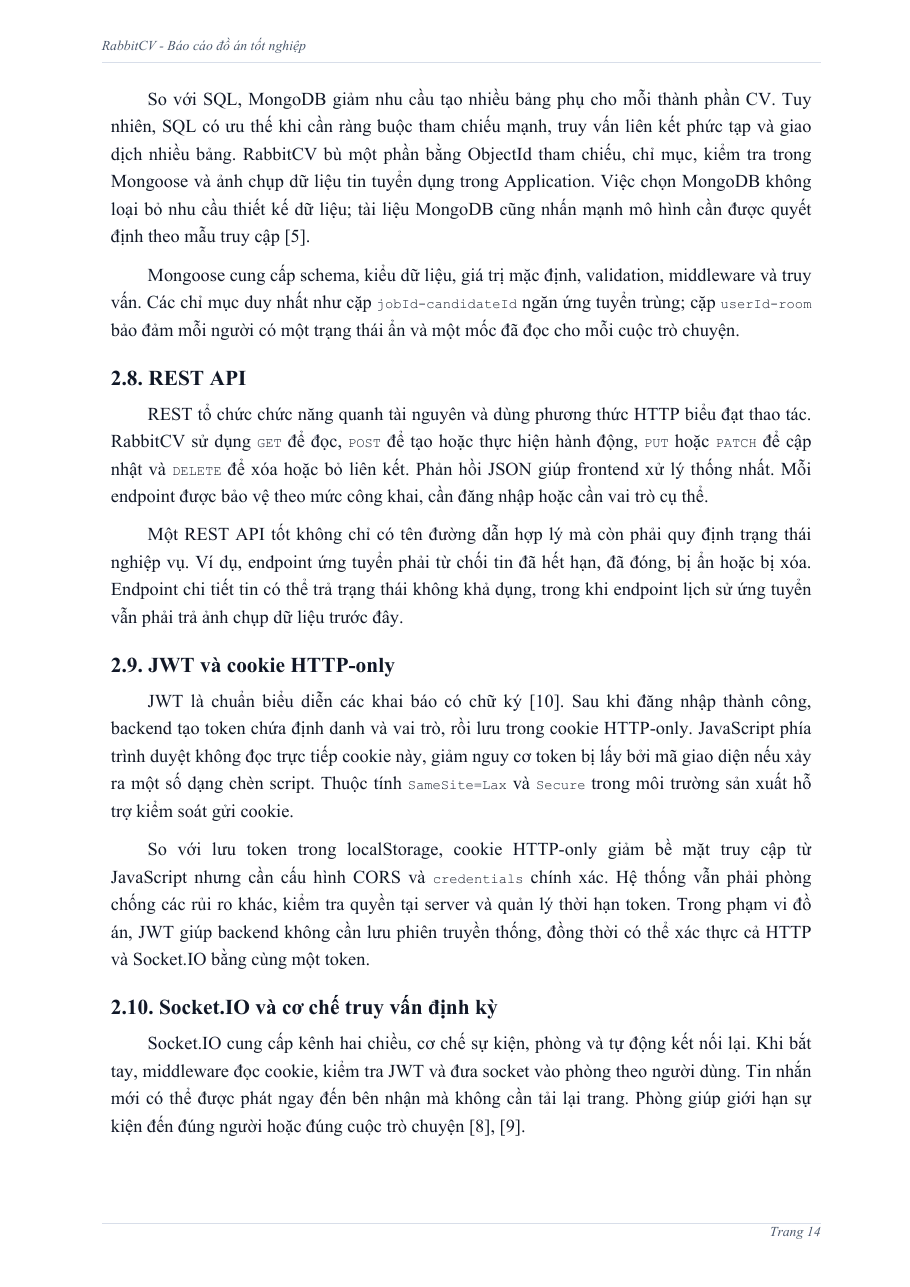 RabbitCV - Báo cáo đồ án tốt nghiệp
So với SQL, MongoDB giảm nhu cầu tạo nhiều bảng phụ cho mỗi thành phần CV. Tuy
nhiên, SQL có ưu thế khi cần ràng buộc tham chiếu mạnh, truy vấn liên kết phức tạp và giao
dịch nhiều bảng. RabbitCV bù một phần bằng ObjectId tham chiếu, chỉ mục, kiểm tra trong
Mongoose và ảnh chụp dữ liệu tin tuyển dụng trong Application. Việc chọn MongoDB không
loại bỏ nhu cầu thiết kế dữ liệu; tài liệu MongoDB cũng nhấn mạnh mô hình cần được quyết
định theo mẫu truy cập [5].
Mongoose cung cấp schema, kiểu dữ liệu, giá trị mặc định, validation, middleware và truy
vấn. Các chỉ mục duy nhất như cặp jobId-candidateId ngăn ứng tuyển trùng; cặp userId-room
bảo đảm mỗi người có một trạng thái ẩn và một mốc đã đọc cho mỗi cuộc trò chuyện.
2.8. REST API
REST tổ chức chức năng quanh tài nguyên và dùng phương thức HTTP biểu đạt thao tác.
RabbitCV sử dụng GET để đọc, POST để tạo hoặc thực hiện hành động, PUT hoặc PATCH để cập
nhật và DELETE để xóa hoặc bỏ liên kết. Phản hồi JSON giúp frontend xử lý thống nhất. Mỗi
endpoint được bảo vệ theo mức công khai, cần đăng nhập hoặc cần vai trò cụ thể.
Một REST API tốt không chỉ có tên đường dẫn hợp lý mà còn phải quy định trạng thái
nghiệp vụ. Ví dụ, endpoint ứng tuyển phải từ chối tin đã hết hạn, đã đóng, bị ẩn hoặc bị xóa.
Endpoint chi tiết tin có thể trả trạng thái không khả dụng, trong khi endpoint lịch sử ứng tuyển
vẫn phải trả ảnh chụp dữ liệu trước đây.
2.9. JWT và cookie HTTP-only
JWT là chuẩn biểu diễn các khai báo có chữ ký [10]. Sau khi đăng nhập thành công,
backend tạo token chứa định danh và vai trò, rồi lưu trong cookie HTTP-only. JavaScript phía
trình duyệt không đọc trực tiếp cookie này, giảm nguy cơ token bị lấy bởi mã giao diện nếu xảy
ra một số dạng chèn script. Thuộc tính SameSite=Lax và Secure trong môi trường sản xuất hỗ
trợ kiểm soát gửi cookie.
So với lưu token trong localStorage, cookie HTTP-only giảm bề mặt truy cập từ
JavaScript nhưng cần cấu hình CORS và credentials chính xác. Hệ thống vẫn phải phòng
chống các rủi ro khác, kiểm tra quyền tại server và quản lý thời hạn token. Trong phạm vi đồ
án, JWT giúp backend không cần lưu phiên truyền thống, đồng thời có thể xác thực cả HTTP
và Socket.IO bằng cùng một token.
2.10. Socket.IO và cơ chế truy vấn định kỳ
Socket.IO cung cấp kênh hai chiều, cơ chế sự kiện, phòng và tự động kết nối lại. Khi bắt
tay, middleware đọc cookie, kiểm tra JWT và đưa socket vào phòng theo người dùng. Tin nhắn
mới có thể được phát ngay đến bên nhận mà không cần tải lại trang. Phòng giúp giới hạn sự
kiện đến đúng người hoặc đúng cuộc trò chuyện [8], [9].
Trang 14